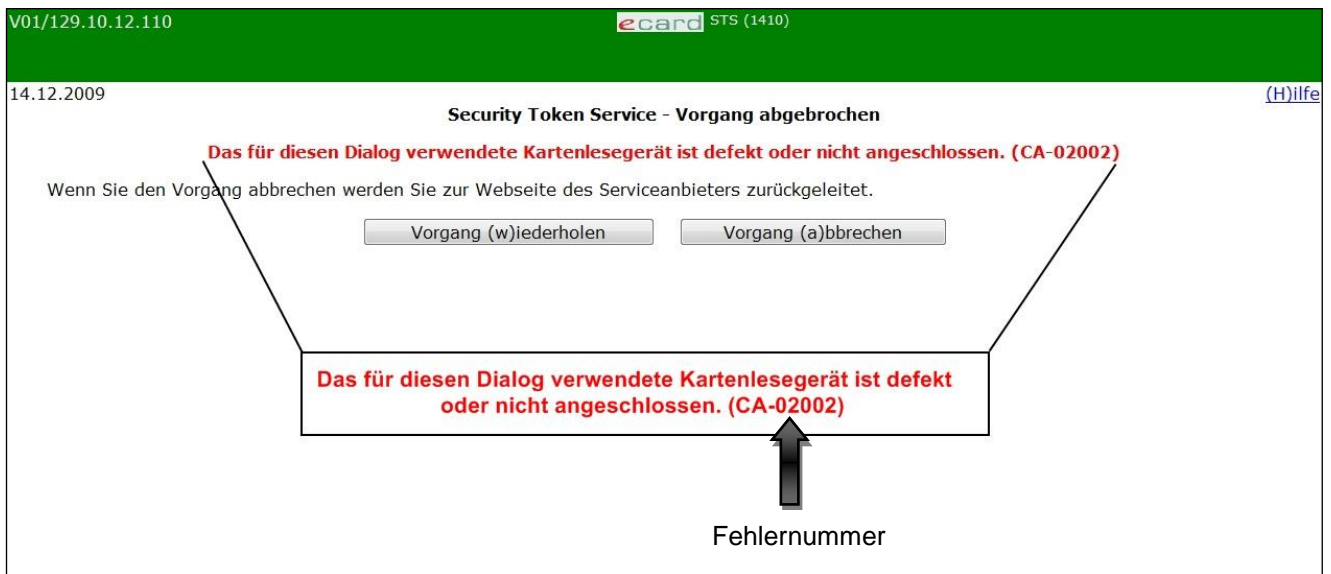 V01/129.10.12.110 ecard STS (1410)
14.12.2009 (H)ilfe
Security Token Service - Vorgang abgebrochen
Das für diesen Dialog verwendete Kartenlesegerät ist defekt oder nicht angeschlossen. (CA-02002)
Wenn Sie den Vorgang abbrechen werden Sie zur Webseite des Serviceanbieters zurückgeleitet.
Vorgang (w)iederholen Vorgang (a)bbrechen
Das für diesen Dialog verwendete Kartenlesegerät ist defekt
oder nicht angeschlossen. (CA-02002)
Fehlernummer